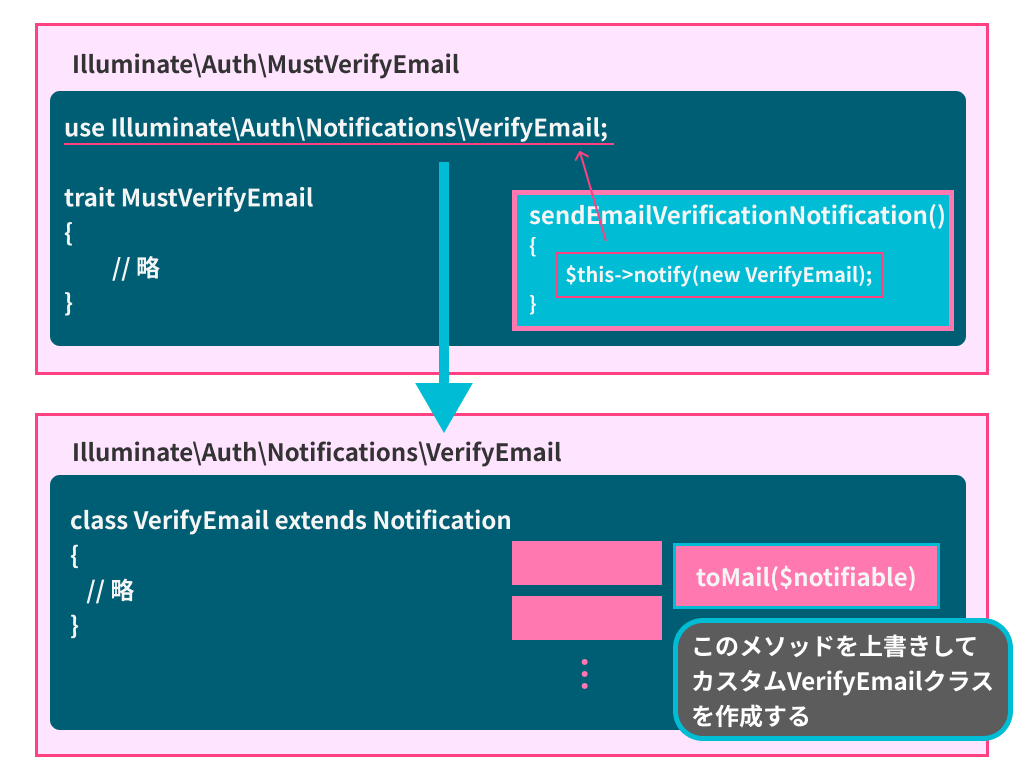 Illuminate\Auth\MustVerifyEmail
use Illuminate\Auth\Notifications\VerifyEmail;
trait MustVerifyEmail
{
// 略
}
sendEmailVerificationNotification()
{
$this->notify(new VerifyEmail);
}
Illuminate\Auth\Notifications\VerifyEmail
class VerifyEmail extends Notification
{
// 略
}
toMail($notifiable)
このメソッドを上書きして
カスタムVerifyEmailクラス
を作成する